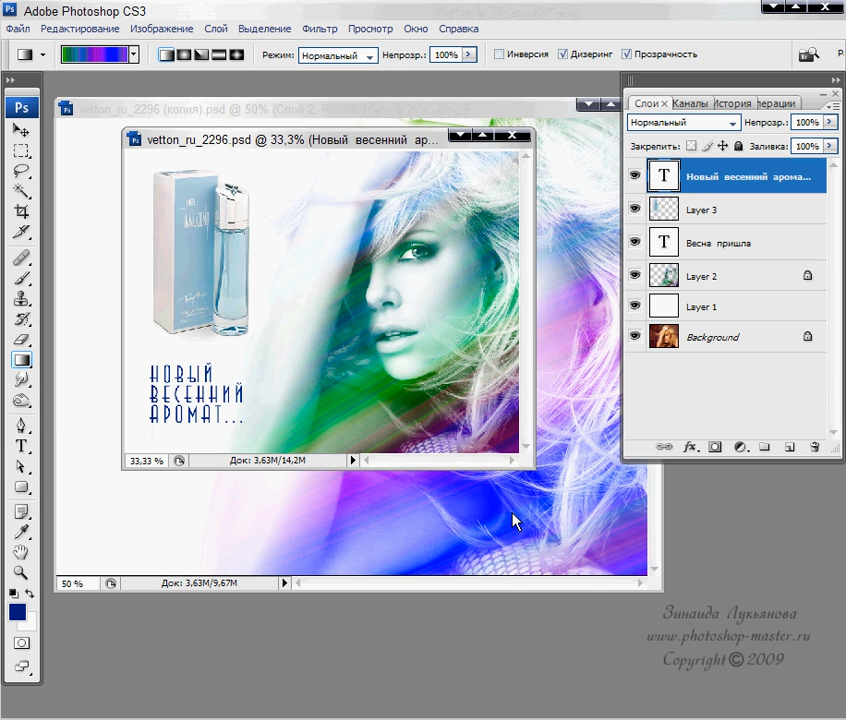 Adobe Photoshop CS3
Файл Редактирование Изображение Слой Выделение Фильтр Просмотр Окно Справка
Режим: Нормальный Непрозр.: 100% Инверсия Дизеринг Прозрачность
Ps
vetton_ru_2296 (копия).psd @ 50% (Слой 2,
vetton_ru_2296.psd @ 33,3% (Новый весенний ар...
НОВЫЙ
ВЕСЕННИЙ
АРОМАТ...
33,33 % Док: 3,63M/14,2M
50 % Док: 3,63M/9,67M
Слои Каналы История перации
Нормальный Непрозр.: 100%
Закрепить: Заливка: 100%
T Новый весенний арома...
Layer 3
T Весна пришла
Layer 2
Layer 1
Background
Зинаида Лукьянова
www.photoshop-master.ru
Copyright © 2009